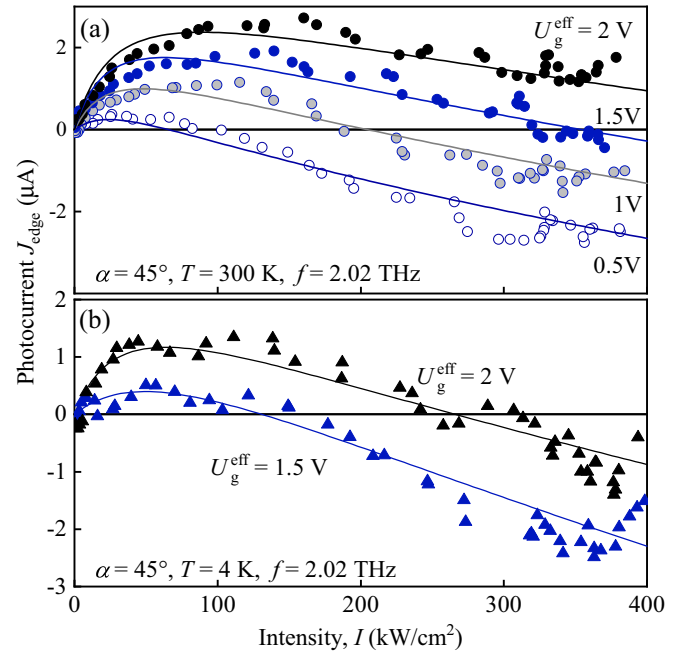 (a)
U_g^eff = 2 V
2
1.5V
0
1V
-2
0.5V
α = 45°, T = 300 K, f = 2.02 THz
Photocurrent J_edge (μA)
2
(b)
1
U_g^eff = 2 V
0
U_g^eff = 1.5 V
-1
-2
α = 45°, T = 4 K, f = 2.02 THz
-3
0 100 200 300 400
Intensity, I (kW/cm²)